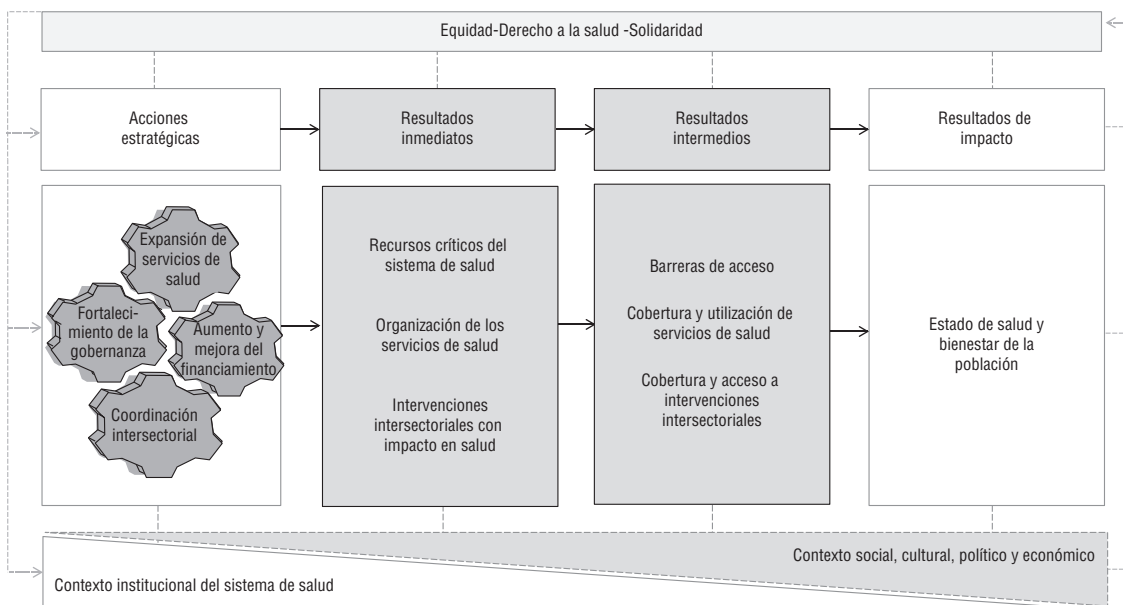 Equidad-Derecho a la salud -Solidaridad
Acciones
estratégicas
Resultados
inmediatos
Resultados
intermedios
Resultados de
impacto
Expansión de
servicios de
salud
Fortaleci-
miento de la
gobernanza
Aumento y
mejora del
financiamiento
Coordinación
intersectorial
Recursos críticos del
sistema de salud
Organización de los
servicios de salud
Intervenciones
intersectoriales con
impacto en salud
Barreras de acceso
Cobertura y utilización de
servicios de salud
Cobertura y acceso a
intervenciones
intersectoriales
Estado de salud y
bienestar de la
población
Contexto social, cultural, político y económico
Contexto institucional del sistema de salud